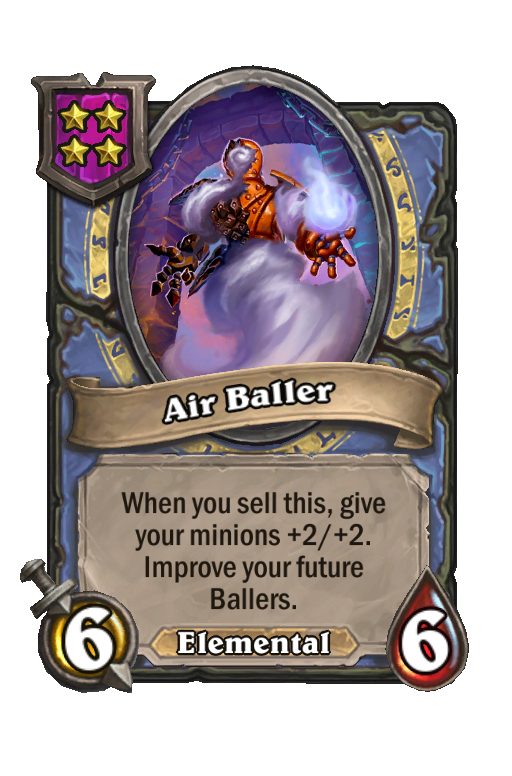 Air Baller
When you sell this, give
your minions +2/+2.
Improve your future
Ballers.
6
Elemental
6